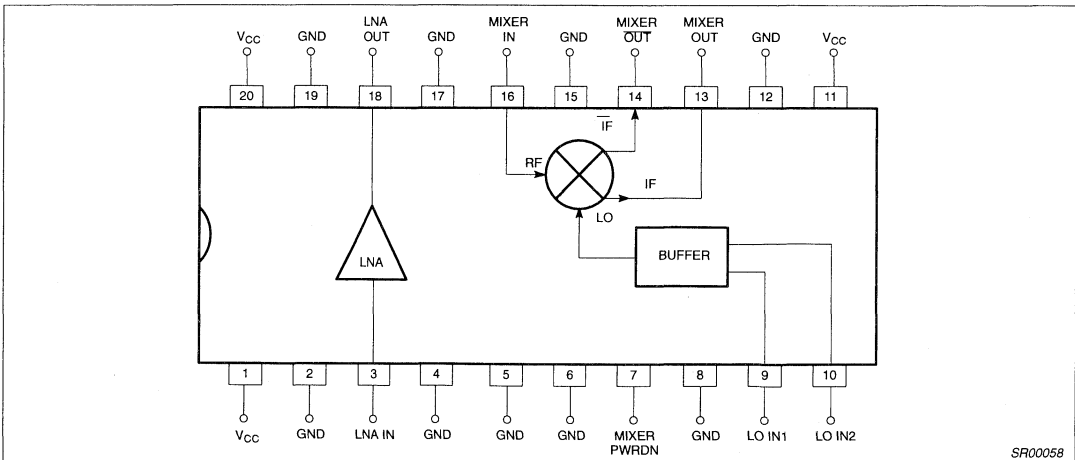 LNA OUT
MIXER IN
MIXER OUT
MIXER OUT
VCC
GND
GND
GND
GND
VCC
20
19
18
17
16
15
14
13
12
11
IF
RF
IF
LO
BUFFER
LNA
1
2
3
4
5
6
7
8
9
10
VCC
GND
LNA IN
GND
GND
GND
MIXER PWRDN
GND
LO IN1
LO IN2
SR00058